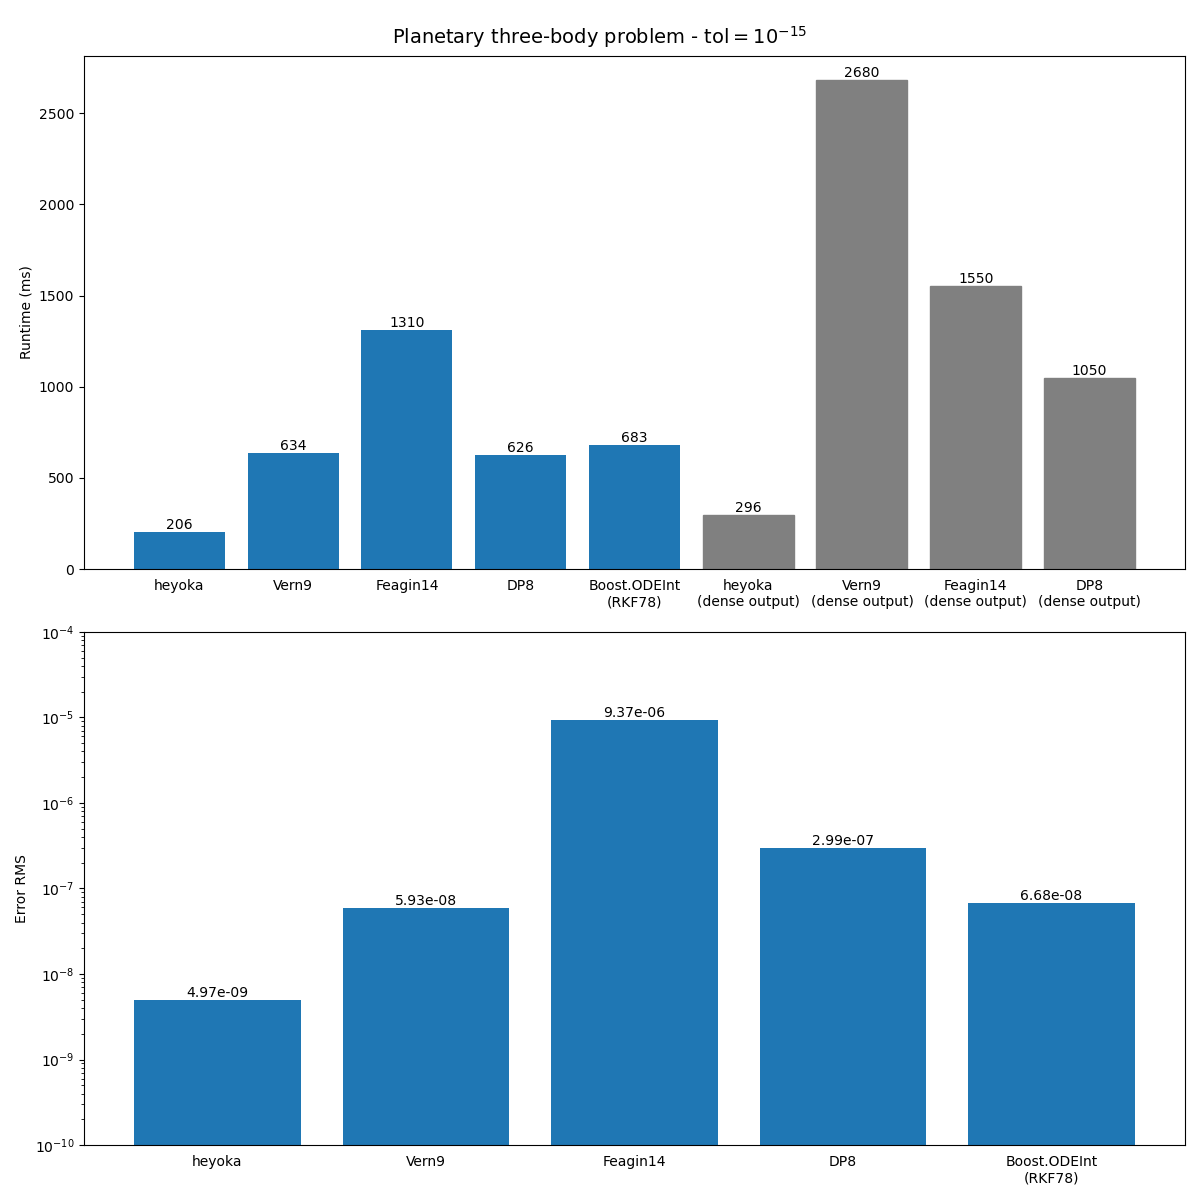 Planetary three-body problem - tol = 10⁻¹⁵
Runtime (ms)
2500
2000
1500
1000
500
0
206
634
1310
626
683
296
2680
1550
1050
heyoka
Vern9
Feagin14
DP8
Boost.ODEInt
(RKF78)
heyoka
(dense output)
Vern9
(dense output)
Feagin14
(dense output)
DP8
(dense output)
Error RMS
10⁻⁴
10⁻⁵
10⁻⁶
10⁻⁷
10⁻⁸
10⁻⁹
10⁻¹⁰
4.97e-09
5.93e-08
9.37e-06
2.99e-07
6.68e-08
heyoka
Vern9
Feagin14
DP8
Boost.ODEInt
(RKF78)